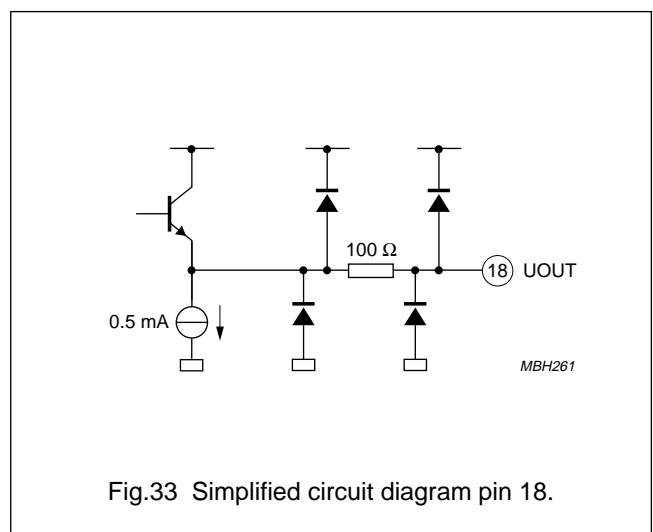 100 Ω
18 UOUT
0.5 mA
MBH261
Fig.33 Simplified circuit diagram pin 18.